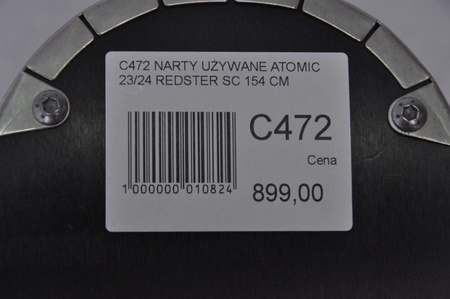 C472 NARTY UŻYWANE ATOMIC
23/24 REDSTER SC 154 CM
C472
Cena
1 000000 010824
899,00